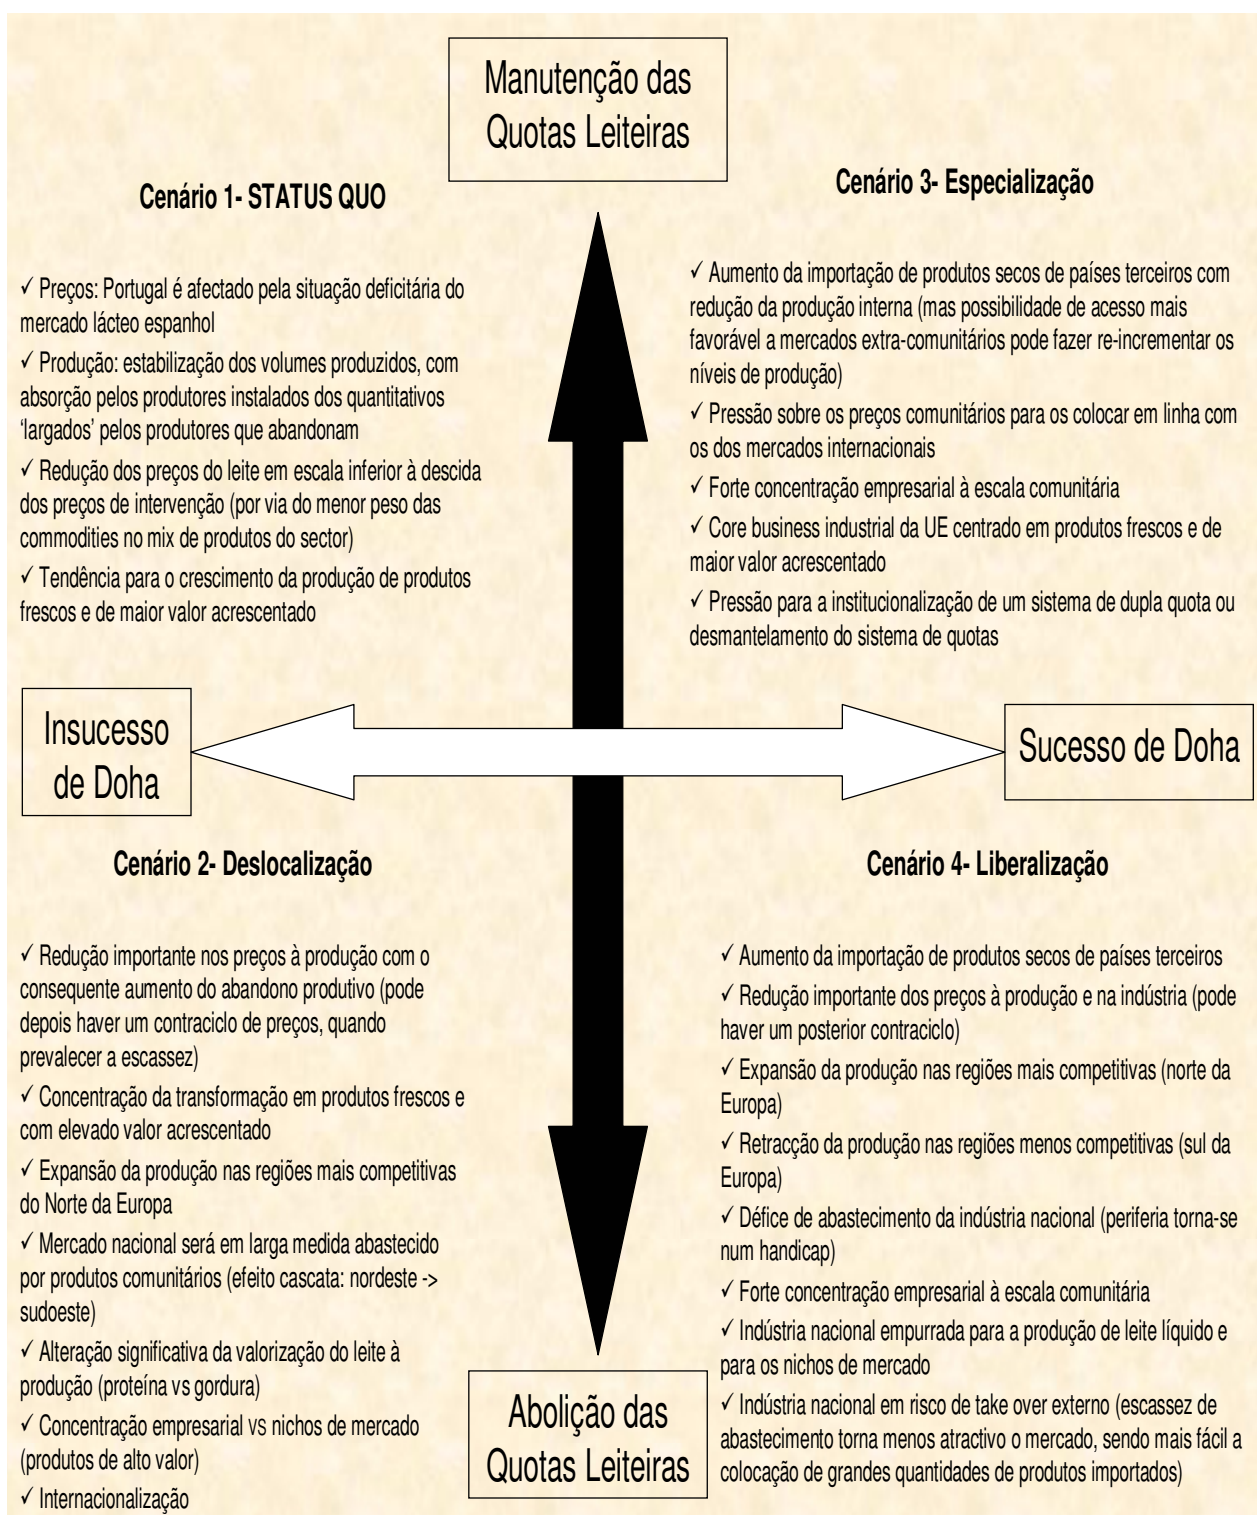 Manutenção das
Quotas Leiteiras
Cenário 1- STATUS QUO
✓ Preços: Portugal é afectado pela situação deficitária do
mercado lácteo espanhol
✓ Produção: estabilização dos volumes produzidos, com
absorção pelos produtores instalados dos quantitativos
‘largados’ pelos produtores que abandonam
✓ Redução dos preços do leite em escala inferior à descida
dos preços de intervenção (por via do menor peso das
commodities no mix de produtos do sector)
✓ Tendência para o crescimento da produção de produtos
frescos e de maior valor acrescentado
Cenário 3- Especialização
✓ Aumento da importação de produtos secos de países terceiros com
redução da produção interna (mas possibilidade de acesso mais
favorável a mercados extra-comunitários pode fazer re-incrementar os
níveis de produção)
✓ Pressão sobre os preços comunitários para os colocar em linha com
os dos mercados internacionais
✓ Forte concentração empresarial à escala comunitária
✓ Core business industrial da UE centrado em produtos frescos e de
maior valor acrescentado
✓ Pressão para a institucionalização de um sistema de dupla quota ou
desmantelamento do sistema de quotas
Insucesso
de Doha
Sucesso de Doha
Cenário 2- Deslocalização
✓ Redução importante nos preços à produção com o
consequente aumento do abandono produtivo (pode
depois haver um contraciclo de preços, quando
prevalecer a escassez)
✓ Concentração da transformação em produtos frescos e
com elevado valor acrescentado
✓ Expansão da produção nas regiões mais competitivas
do Norte da Europa
✓ Mercado nacional será em larga medida abastecido
por produtos comunitários (efeito cascata: nordeste ->
sudoeste)
✓ Alteração significativa da valorização do leite à
produção (proteína vs gordura)
✓ Concentração empresarial vs nichos de mercado
(produtos de alto valor)
✓ Internacionalização
Cenário 4- Liberalização
✓ Aumento da importação de produtos secos de países terceiros
✓ Redução importante dos preços à produção e na indústria (pode
haver um posterior contraciclo)
✓ Expansão da produção nas regiões mais competitivas (norte da
Europa)
✓ Retracção da produção nas regiões menos competitivas (sul da
Europa)
✓ Défice de abastecimento da indústria nacional (periferia torna-se
num handicap)
✓ Forte concentração empresarial à escala comunitária
✓ Indústria nacional empurrada para a produção de leite líquido e
para os nichos de mercado
✓ Indústria nacional em risco de take over externo (escassez de
abastecimento torna menos atractivo o mercado, sendo mais fácil a
colocação de grandes quantidades de produtos importados)
Abolição das
Quotas Leiteiras